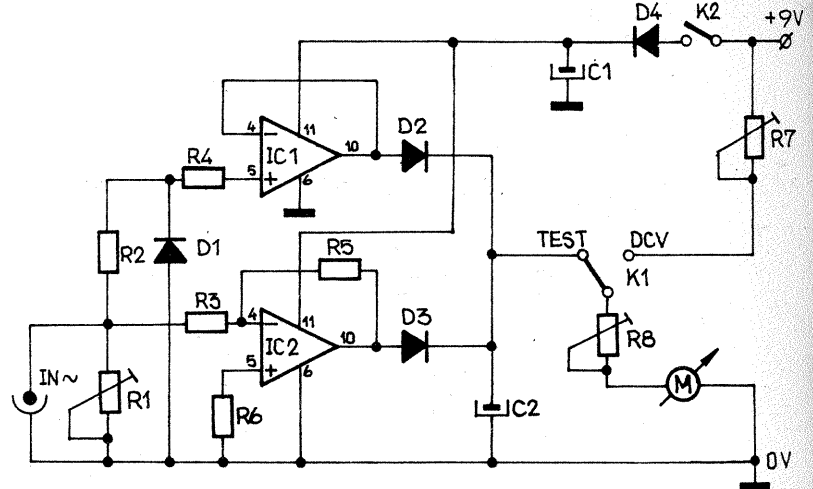 D4
K2
+9V
C1
4
−
11
IC1
10
D2
R7
R4
5
+
6
R2
D1
R5
TEST
DCV
K1
R3
4
−
11
IC2
10
D3
R8
5
+
6
IN~
R1
R6
C2
M
0V